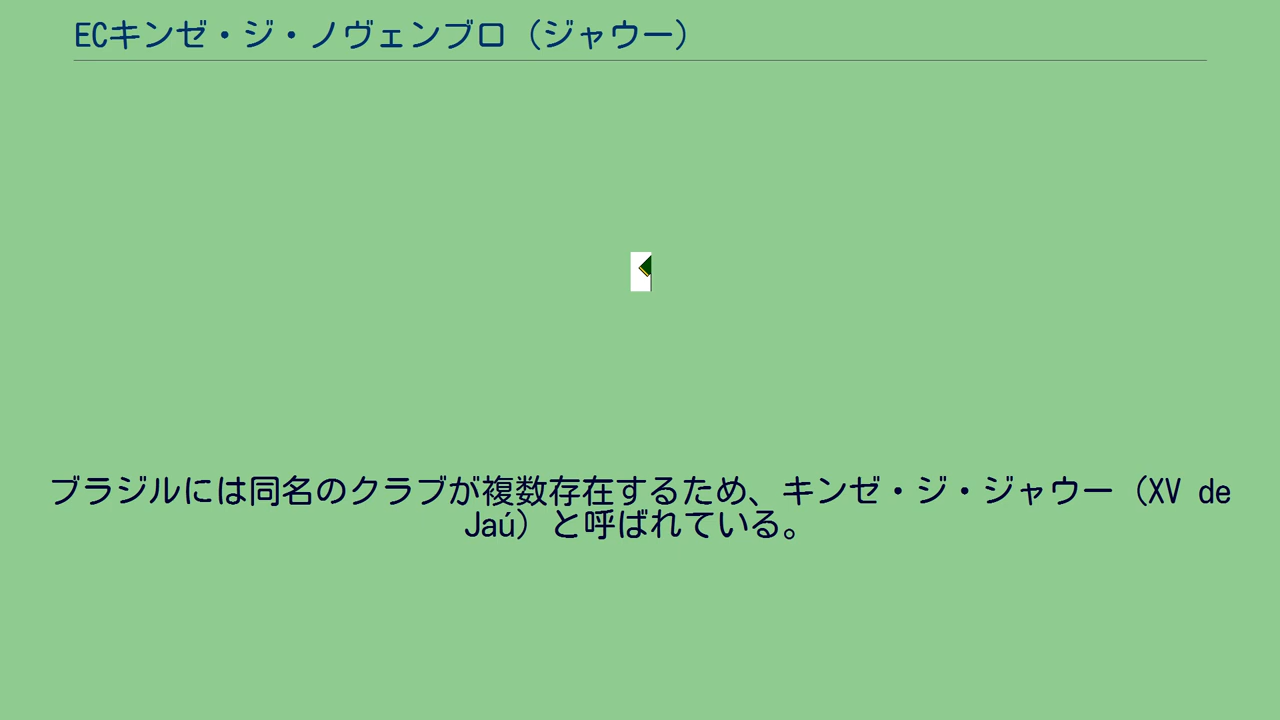 ECキンゼ・ジ・ノヴェンブロ（ジャウー）
ブラジルには同名のクラブが複数存在するため、キンゼ・ジ・ジャウー（XV de
Jaú）と呼ばれている。